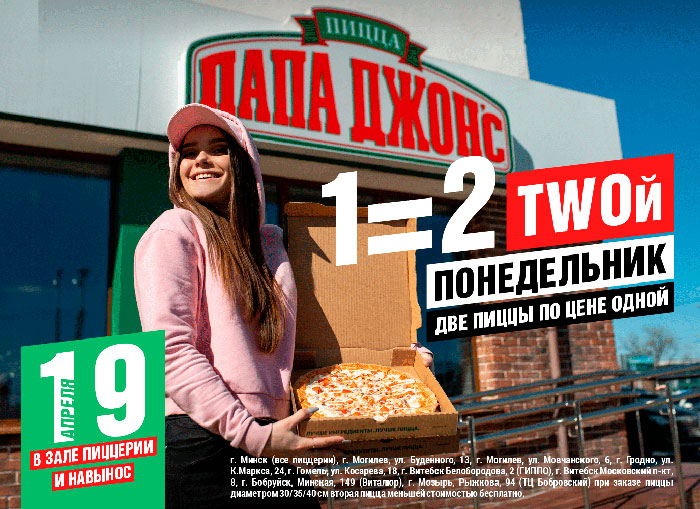 ПИЦЦА
ПАПА ДЖОН'С
1=2
TWOй
ПОНЕДЕЛЬНИК
ДВЕ ПИЦЦЫ ПО ЦЕНЕ ОДНОЙ
19
АПРЕЛЯ
В ЗАЛЕ ПИЦЦЕРИИ
И НАВЫНОС
ЛУЧШЕ ИНГРЕДИЕНТЫ. ЛУЧШЕ ПИЦЦА.
г. Минск (все пиццерии), г. Могилев, ул. Буденного, 13, г. Могилев, ул. Мовчанского, 6, г. Гродно, ул.
К.Маркса, 24, г. Гомель, ул. Косарева, 18, г. Витебск Белобородова, 2 (ГИППО), г. Витебск Московский п-кт,
8, г. Бобруйск, Минская, 149 (Виталюр), г. Мозырь, Рыжкова, 94 (ТЦ Бобровский) при заказе пиццы
диаметром 30/35/40 см вторая пицца меньшей стоимостью бесплатно.